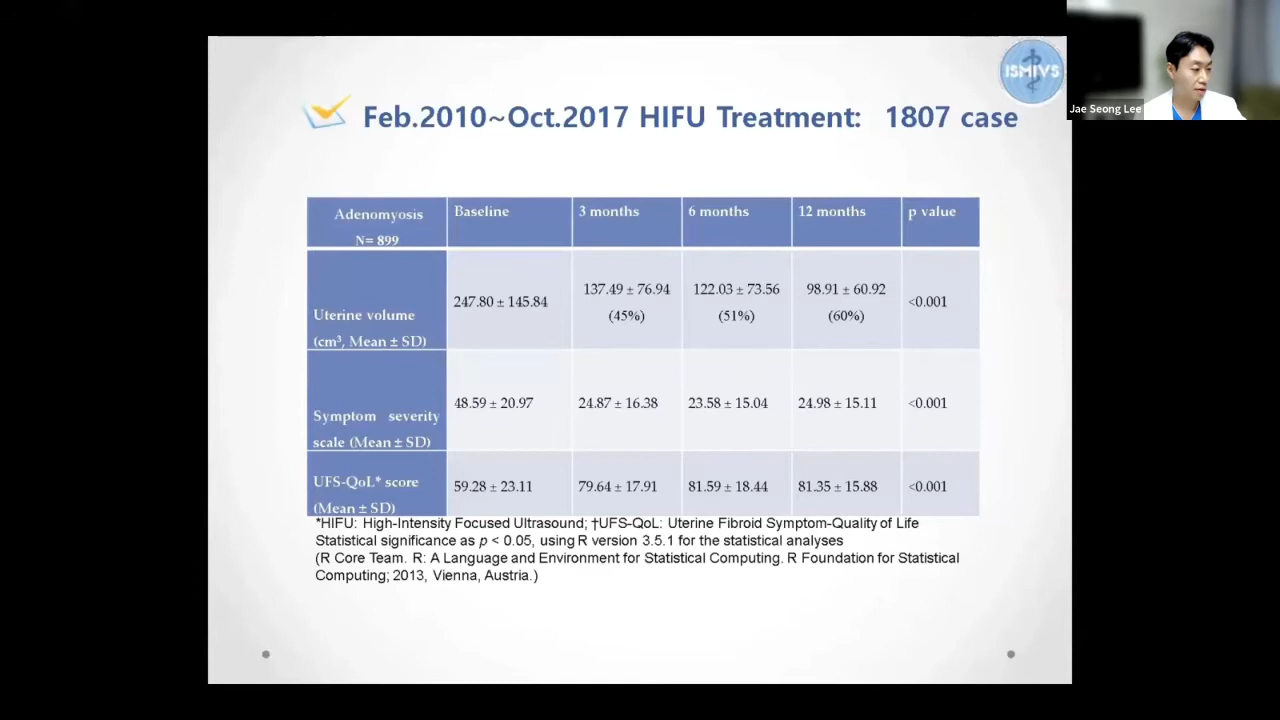 ISMIVS
Jae Seong Lee
Feb.2010~Oct.2017 HIFU Treatment: 1807 case
Adenomyosis
N= 899
Baseline
3 months
6 months
12 months
p value
Uterine volume
(cm³, Mean ± SD)
247.80 ± 145.84
137.49 ± 76.94
(45%)
122.03 ± 73.56
(51%)
98.91 ± 60.92
(60%)
<0.001
Symptom severity
scale (Mean ± SD)
48.59 ± 20.97
24.87 ± 16.38
23.58 ± 15.04
24.98 ± 15.11
<0.001
UFS-QoL* score
(Mean ± SD)
59.28 ± 23.11
79.64 ± 17.91
81.59 ± 18.44
81.35 ± 15.88
<0.001
*HIFU: High-Intensity Focused Ultrasound; †UFS-QoL: Uterine Fibroid Symptom-Quality of Life
Statistical significance as p < 0.05, using R version 3.5.1 for the statistical analyses
(R Core Team. R: A Language and Environment for Statistical Computing. R Foundation for Statistical
Computing; 2013, Vienna, Austria.)